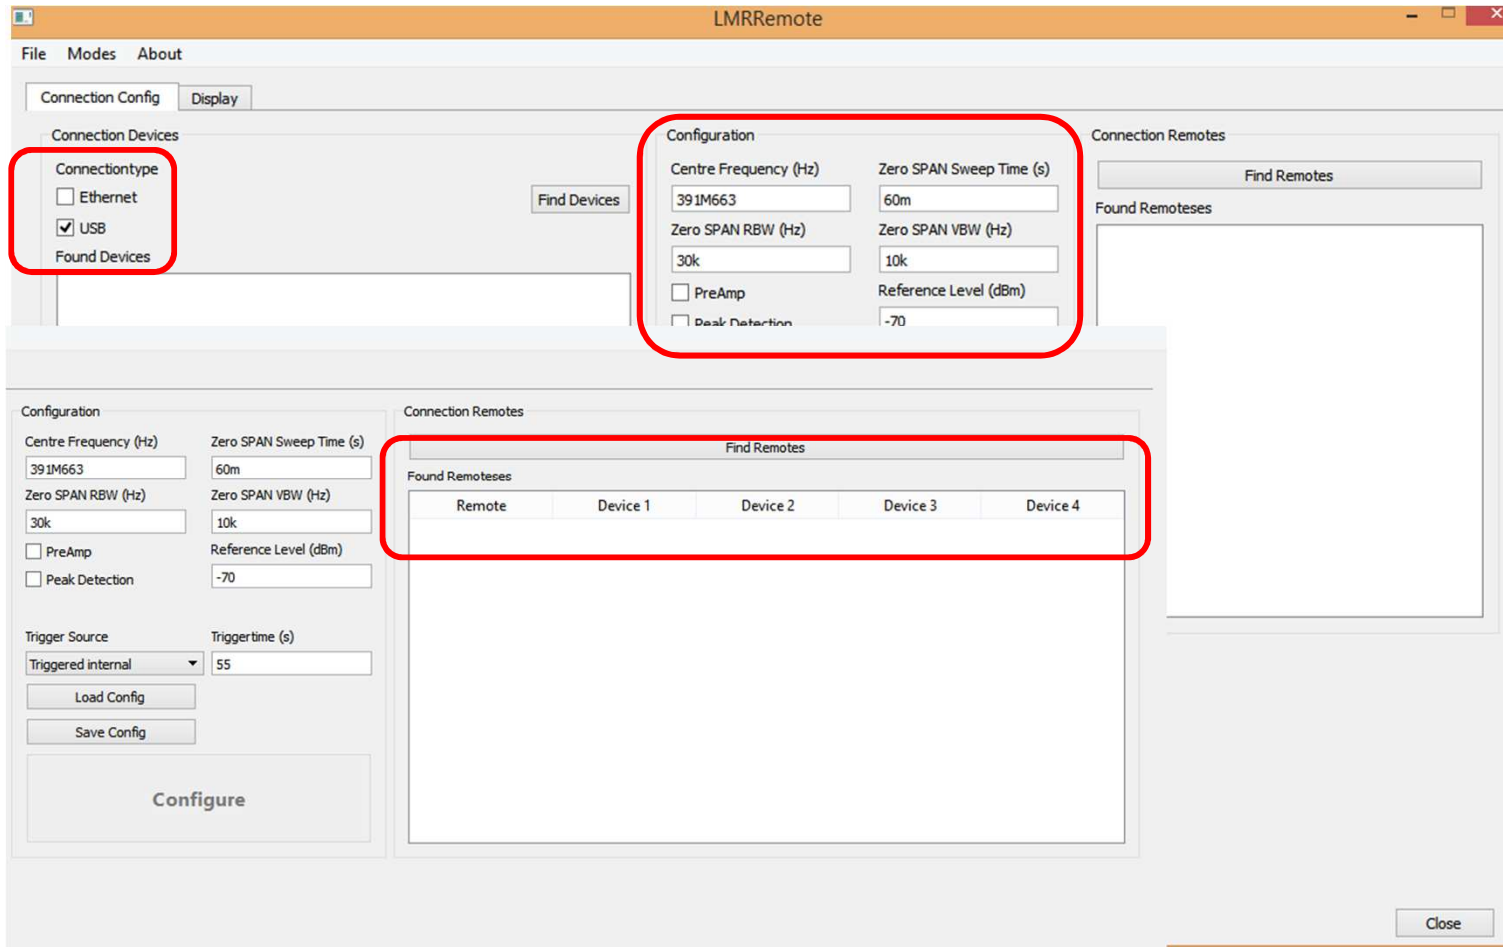 LMRRemote
File Modes About
Connection Config Display
Connection Devices
Connectiontype
Ethernet
USB
Find Devices
Found Devices
Configuration
Centre Frequency (Hz) Zero SPAN Sweep Time (s)
391M663 60m
Zero SPAN RBW (Hz) Zero SPAN VBW (Hz)
30k 10k
PreAmp Reference Level (dBm)
Peak Detection -70
Connection Remotes
Find Remotes
Found Remoteses
Configuration
Centre Frequency (Hz) Zero SPAN Sweep Time (s)
391M663 60m
Zero SPAN RBW (Hz) Zero SPAN VBW (Hz)
30k 10k
PreAmp Reference Level (dBm)
Peak Detection -70
Trigger Source Triggertime (s)
Triggered internal 55
Load Config
Save Config
Configure
Connection Remotes
Find Remotes
Found Remoteses
Remote Device 1 Device 2 Device 3 Device 4
Close